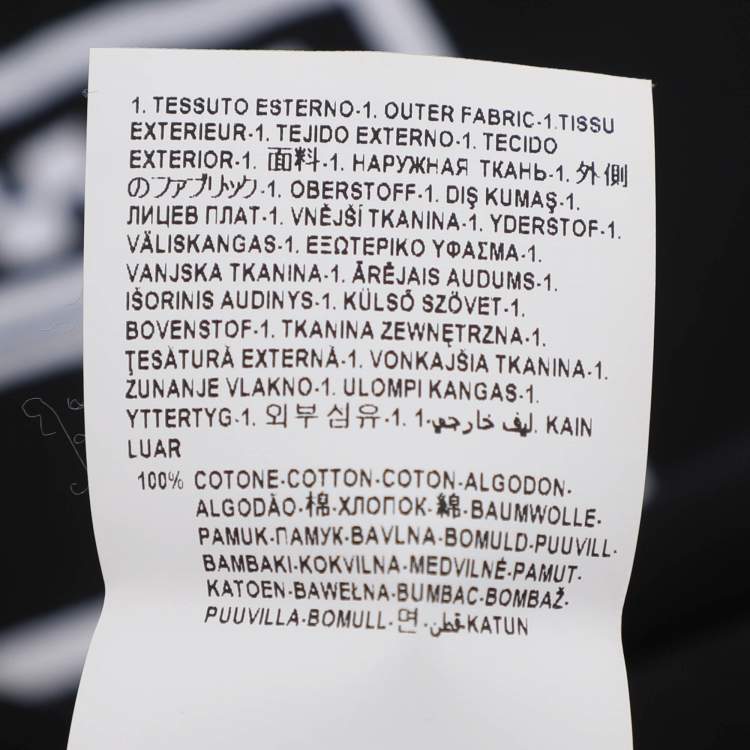 1. TESSUTO ESTERNO-1. OUTER FABRIC-1.TISSU
EXTERIEUR-1. TEJIDO EXTERNO-1. TECIDO
EXTERIOR-1. 面料-1. НАРУЖНАЯ ТКАНЬ-1. 外側
のファブリック-1. OBERSTOFF-1. DIŞ KUMAŞ-1.
ЛИЦЕВ ПЛАТ-1. VNĚJŠÍ TKANINA-1. YDERSTOF-1.
VÄLISKANGAS-1. ΕΞΩΤΕΡΙΚΟ ΥΦΑΣΜΑ-1.
VANJSKA TKANINA-1. ĀRĒJAIS AUDUMS-1.
IŠORINIS AUDINYS-1. KÜLSŐ SZÖVET-1.
BOVENSTOF-1. TKANINA ZEWNĘTRZNA-1.
ŢESĂTURĂ EXTERNĂ-1. VONKAJŠIA TKANINA-1.
ZUNANJE VLAKNO-1. ULOMPI KANGAS-1.
YTTERTYG-1. 외부섬유-1. 1-ليف خارجي. KAIN
LUAR
100% COTONE-COTTON-COTON-ALGODON-
ALGODÃO-棉-ХЛОПОК-綿-BAUMWOLLE-
PAMUK-ПАМУК-BAVLNA-BOMULD-PUUVILL-
BAMBAKI-KOKVILNA-MEDVILNĖ-PAMUT-
KATOEN-BAWEŁNA-BUMBAC-BOMBAŽ-
PUUVILLA-BOMULL-면-قطن-KATUN